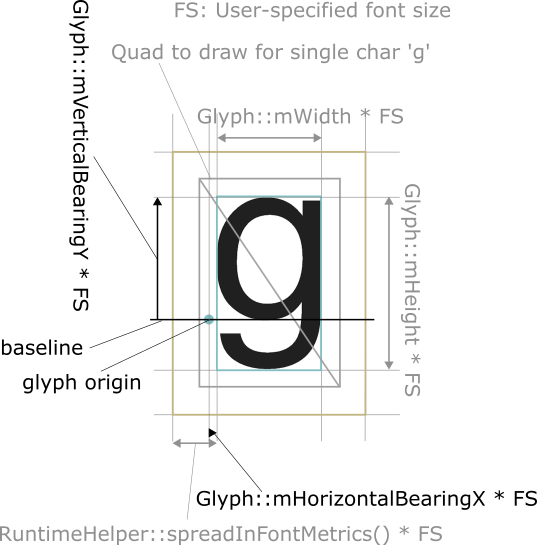 FS: User-specified font size
Quad to draw for single char 'g'
Glyph::mVerticalBearingY * FS
Glyph::mWidth * FS
g
Glyph::mHeight * FS
baseline
glyph origin
Glyph::mHorizontalBearingX * FS
RuntimeHelper::spreadInFontMetrics() * FS